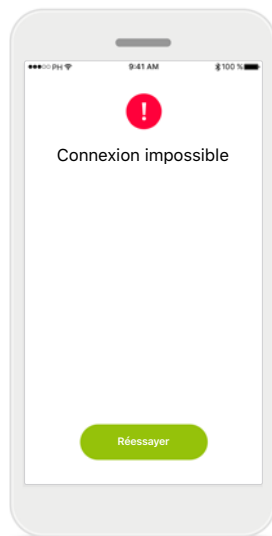 ●●●○○ PH 9:41 AM 100 %
!
Connexion impossible
Réessayer